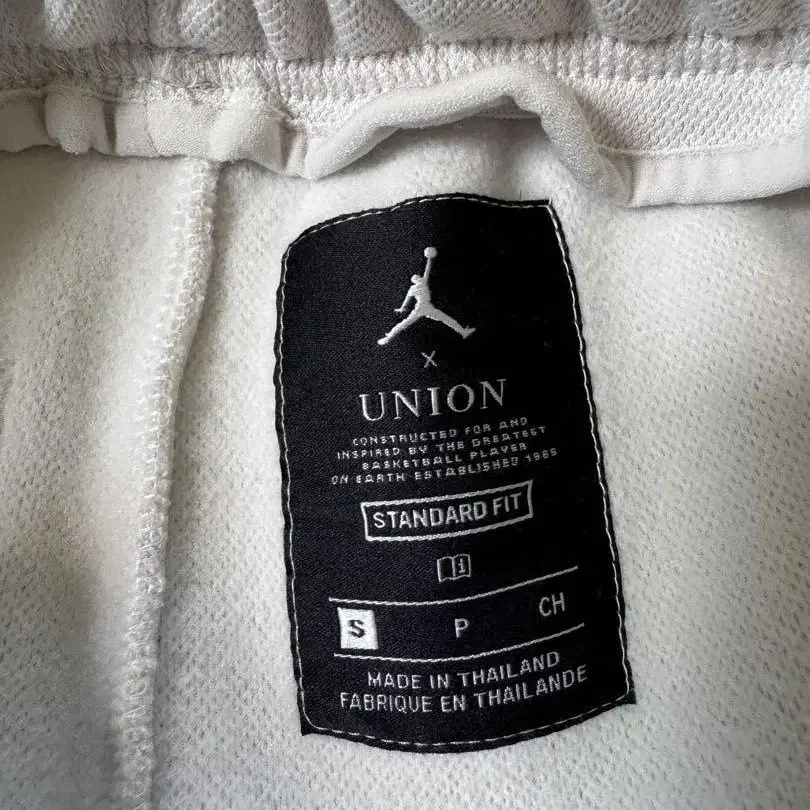 X
UNION
CONSTRUCTED FOR AND
INSPIRED BY THE GREATEST
BASKETBALL PLAYER
ON EARTH ESTABLISHED 1985
STANDARD FIT
i
S P CH
MADE IN THAILAND
FABRIQUE EN THAILANDE